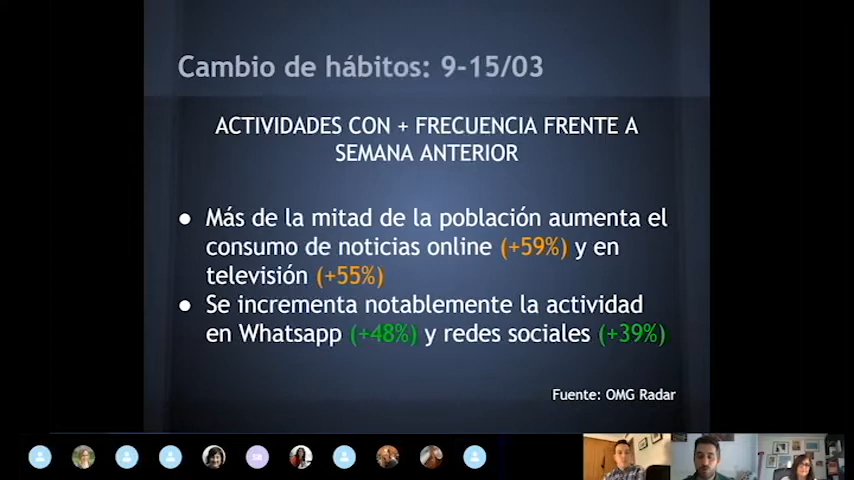 Cambio de hábitos: 9-15/03
ACTIVIDADES CON + FRECUENCIA FRENTE A
SEMANA ANTERIOR
● Más de la mitad de la población aumenta el
consumo de noticias online (+59%) y en
televisión (+55%)
● Se incrementa notablemente la actividad
en Whatsapp (+48%) y redes sociales (+39%)
Fuente: OMG Radar